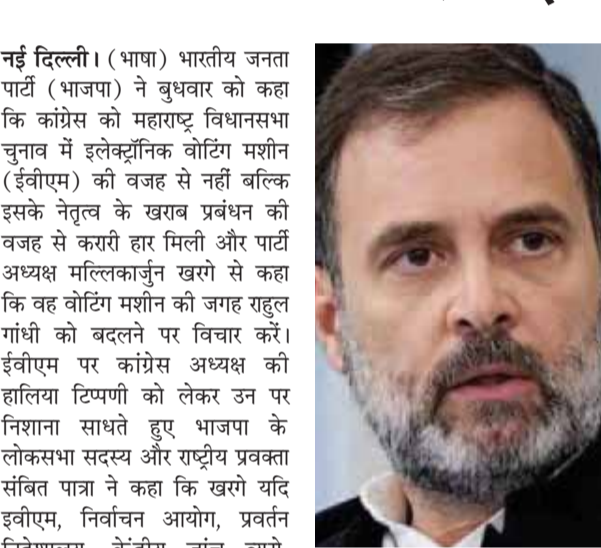 नई दिल्ली। (भाषा) भारतीय जनता
पार्टी (भाजपा) ने बुधवार को कहा
कि कांग्रेस को महाराष्ट्र विधानसभा
चुनाव में इलेक्ट्रॉनिक वोटिंग मशीन
(ईवीएम) की वजह से नहीं बल्कि
इसके नेतृत्व के खराब प्रबंधन की
वजह से करारी हार मिली और पार्टी
अध्यक्ष मल्लिकार्जुन खरगे से कहा
कि वह वोटिंग मशीन की जगह राहुल
गांधी को बदलने पर विचार करें।
ईवीएम पर कांग्रेस अध्यक्ष की
हालिया टिप्पणी को लेकर उन पर
निशाना साधते हुए भाजपा के
लोकसभा सदस्य और राष्ट्रीय प्रवक्ता
संबित पात्रा ने कहा कि खरगे यदि
इवीएम, निर्वाचन आयोग, प्रवर्तन